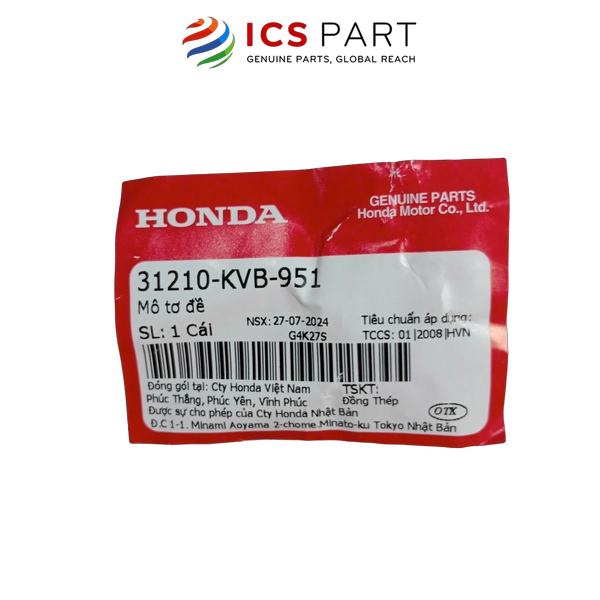 ICS PART
GENUINE PARTS, GLOBAL REACH
HONDA
GENUINE PARTS
Honda Motor Co., Ltd.
31210-KVB-951
Mô tơ đề
SL: 1 Cái
NSX: 27-07-2024
G4K27S
Tiêu chuẩn áp dụng:
TCCS: 01|2008|HVN
Đóng gói tại: Cty Honda Việt Nam
Phúc Thắng, Phúc Yên, Vĩnh Phúc
TSKT:
Đồng Thép
Được sự cho phép của Cty Honda Nhật Bản
Đ.C 1-1. Minami Aoyama 2-chome.Minato-ku Tokyo Nhật Bản
OTK